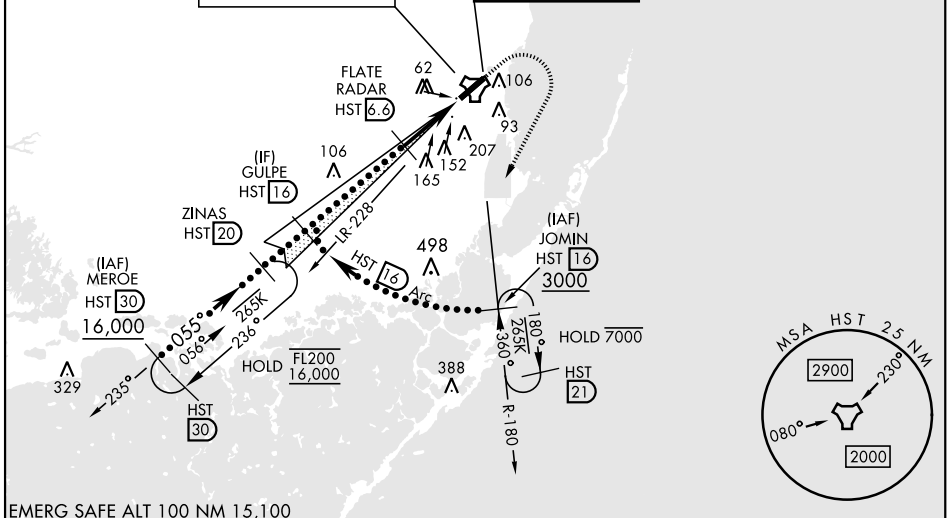 FLATE
RADAR
HST 6.6
62
106
93
207
152
165
(IF)
GULPE
HST 16
106
ZINAS
HST 20
LR-228
(IAF)
MEROE
HST 30
16,000
055°
056°
265K
236°
HST 16 Arc
498
(IAF)
JOMIN
HST 16
3000
HOLD FL200
16,000
329
235°
HST
30
388
360°
265K
180°
HOLD 7000
HST
21
R-180
MSA HST 25 NM
2900
230°
080°
2000
EMERG SAFE ALT 100 NM 15,100